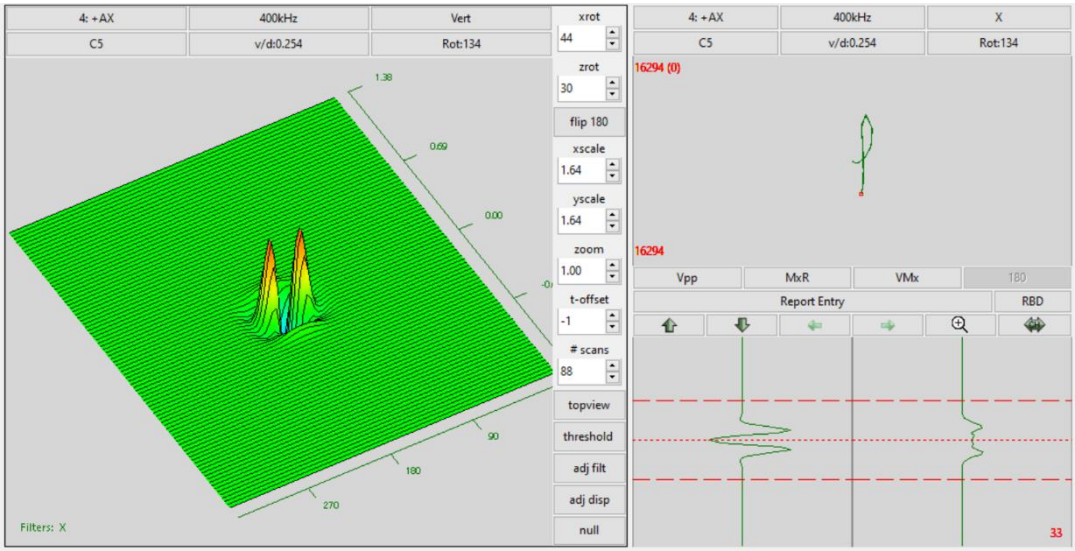 4: +AX 400kHz Vert
C5 v/d:0.254 Rot:134
1.38
0.69
0.00
-0.
90
180
270
Filters: X
xrot
44
zrot
30
flip 180
xscale
1.64
yscale
1.64
zoom
1.00
t-offset
-1
# scans
88
topview
threshold
adj filt
adj disp
null
4: +AX 400kHz X
C5 v/d:0.254 Rot:134
16294 (0)
16294
Vpp MxR VMx 180
Report Entry RBD
33